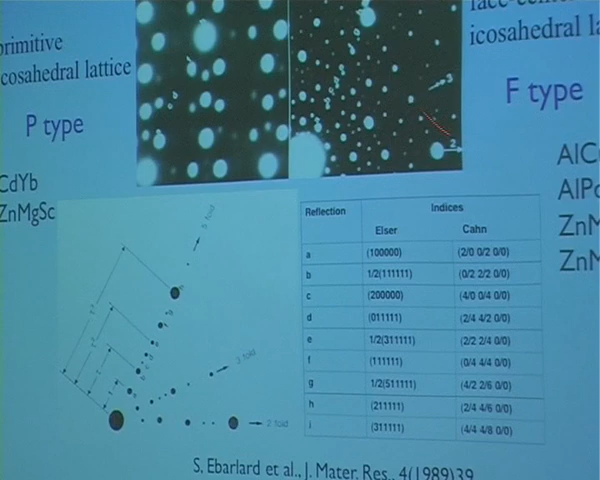 primitive
icosahedral lattice
P type
CdYb
ZnMgSc
icosahedral la
F type
AlC
AlPd
ZnM
ZnM
3
2
5 fold
3 fold
2 fold
Reflection Indices
Elser Cahn
a (100000) (2/0 0/2 0/0)
b 1/2(111111) (0/2 2/2 0/0)
c (200000) (4/0 0/4 0/0)
d (011111) (2/4 4/2 0/0)
e 1/2(311111) (2/2 2/4 0/0)
f (111111) (0/4 4/4 0/0)
g 1/2(511111) (4/2 2/6 0/0)
h (211111) (2/4 4/6 0/0)
i (311111) (4/4 4/8 0/0)
S. Ebarlard et al., J. Mater. Res., 4(1989)39